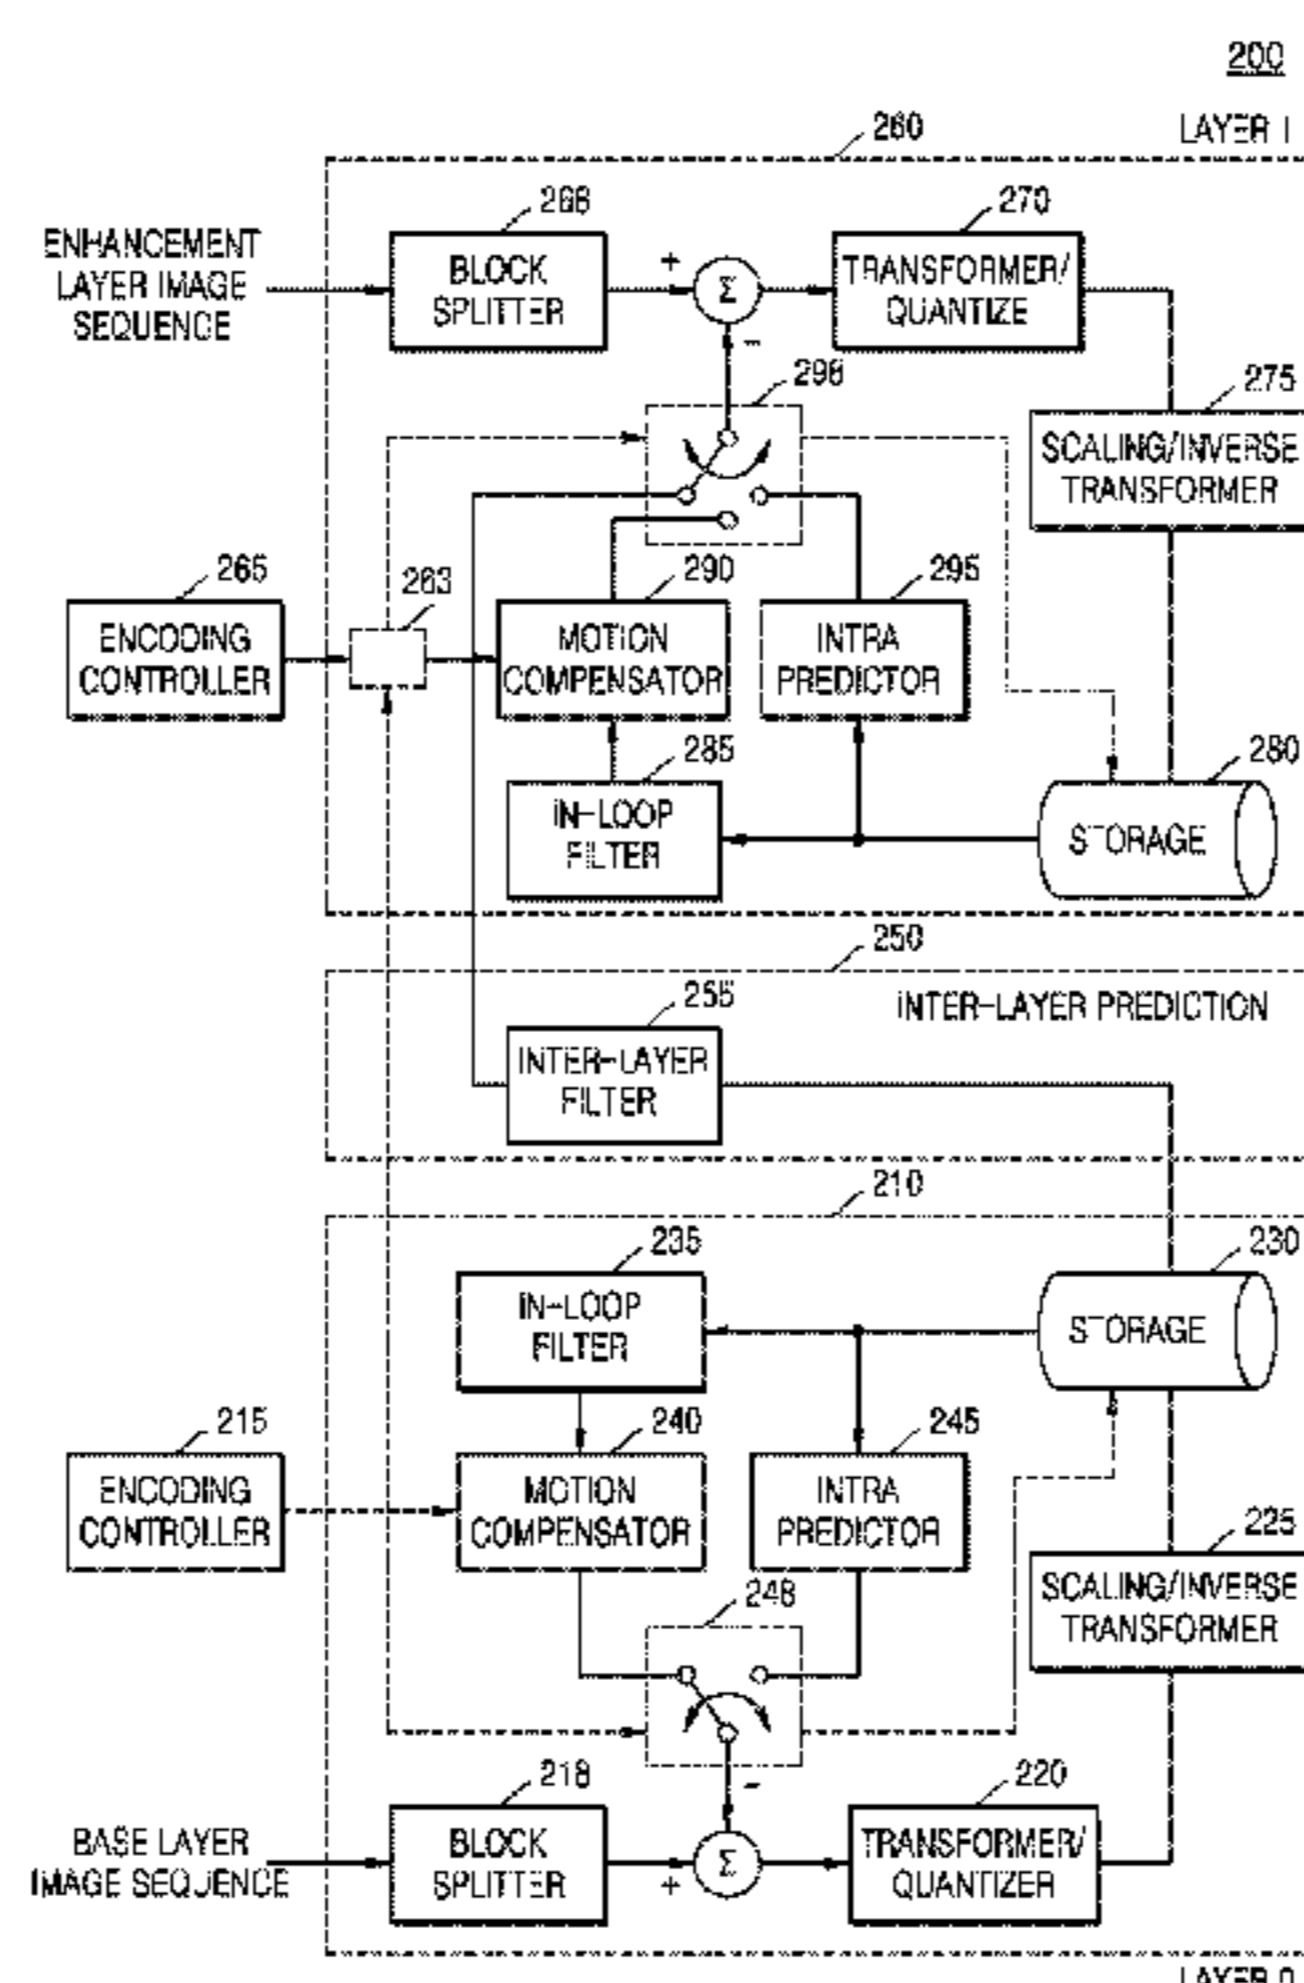 200
260
LAYER 1
268
270
ENHANCEMENT
LAYER IMAGE
SEQUENCE
BLOCK
SPLITTER
+
Σ
TRANSFORMER/
QUANTIZE
-
298
275
SCALING/INVERSE
TRANSFORMER
265
263
290
295
ENCODING
CONTROLLER
MOTION
COMPENSATOR
INTRA
PREDICTOR
285
280
IN-LOOP
FILTER
STORAGE
250
255
INTER-LAYER PREDICTION
INTER-LAYER
FILTER
210
235
230
IN-LOOP
FILTER
STORAGE
215
240
245
ENCODING
CONTROLLER
MOTION
COMPENSATOR
INTRA
PREDICTOR
225
248
SCALING/INVERSE
TRANSFORMER
218
-
220
BASE LAYER
IMAGE SEQUENCE
BLOCK
SPLITTER
+
Σ
TRANSFORMER/
QUANTIZER
LAYER 0